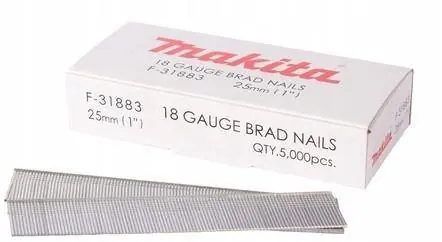 makita
18 GAUGE BRAD NAILS
F-31883
25mm (1")
F-31883
25mm (1")
18 GAUGE BRAD NAILS
QTY.5,000pcs.